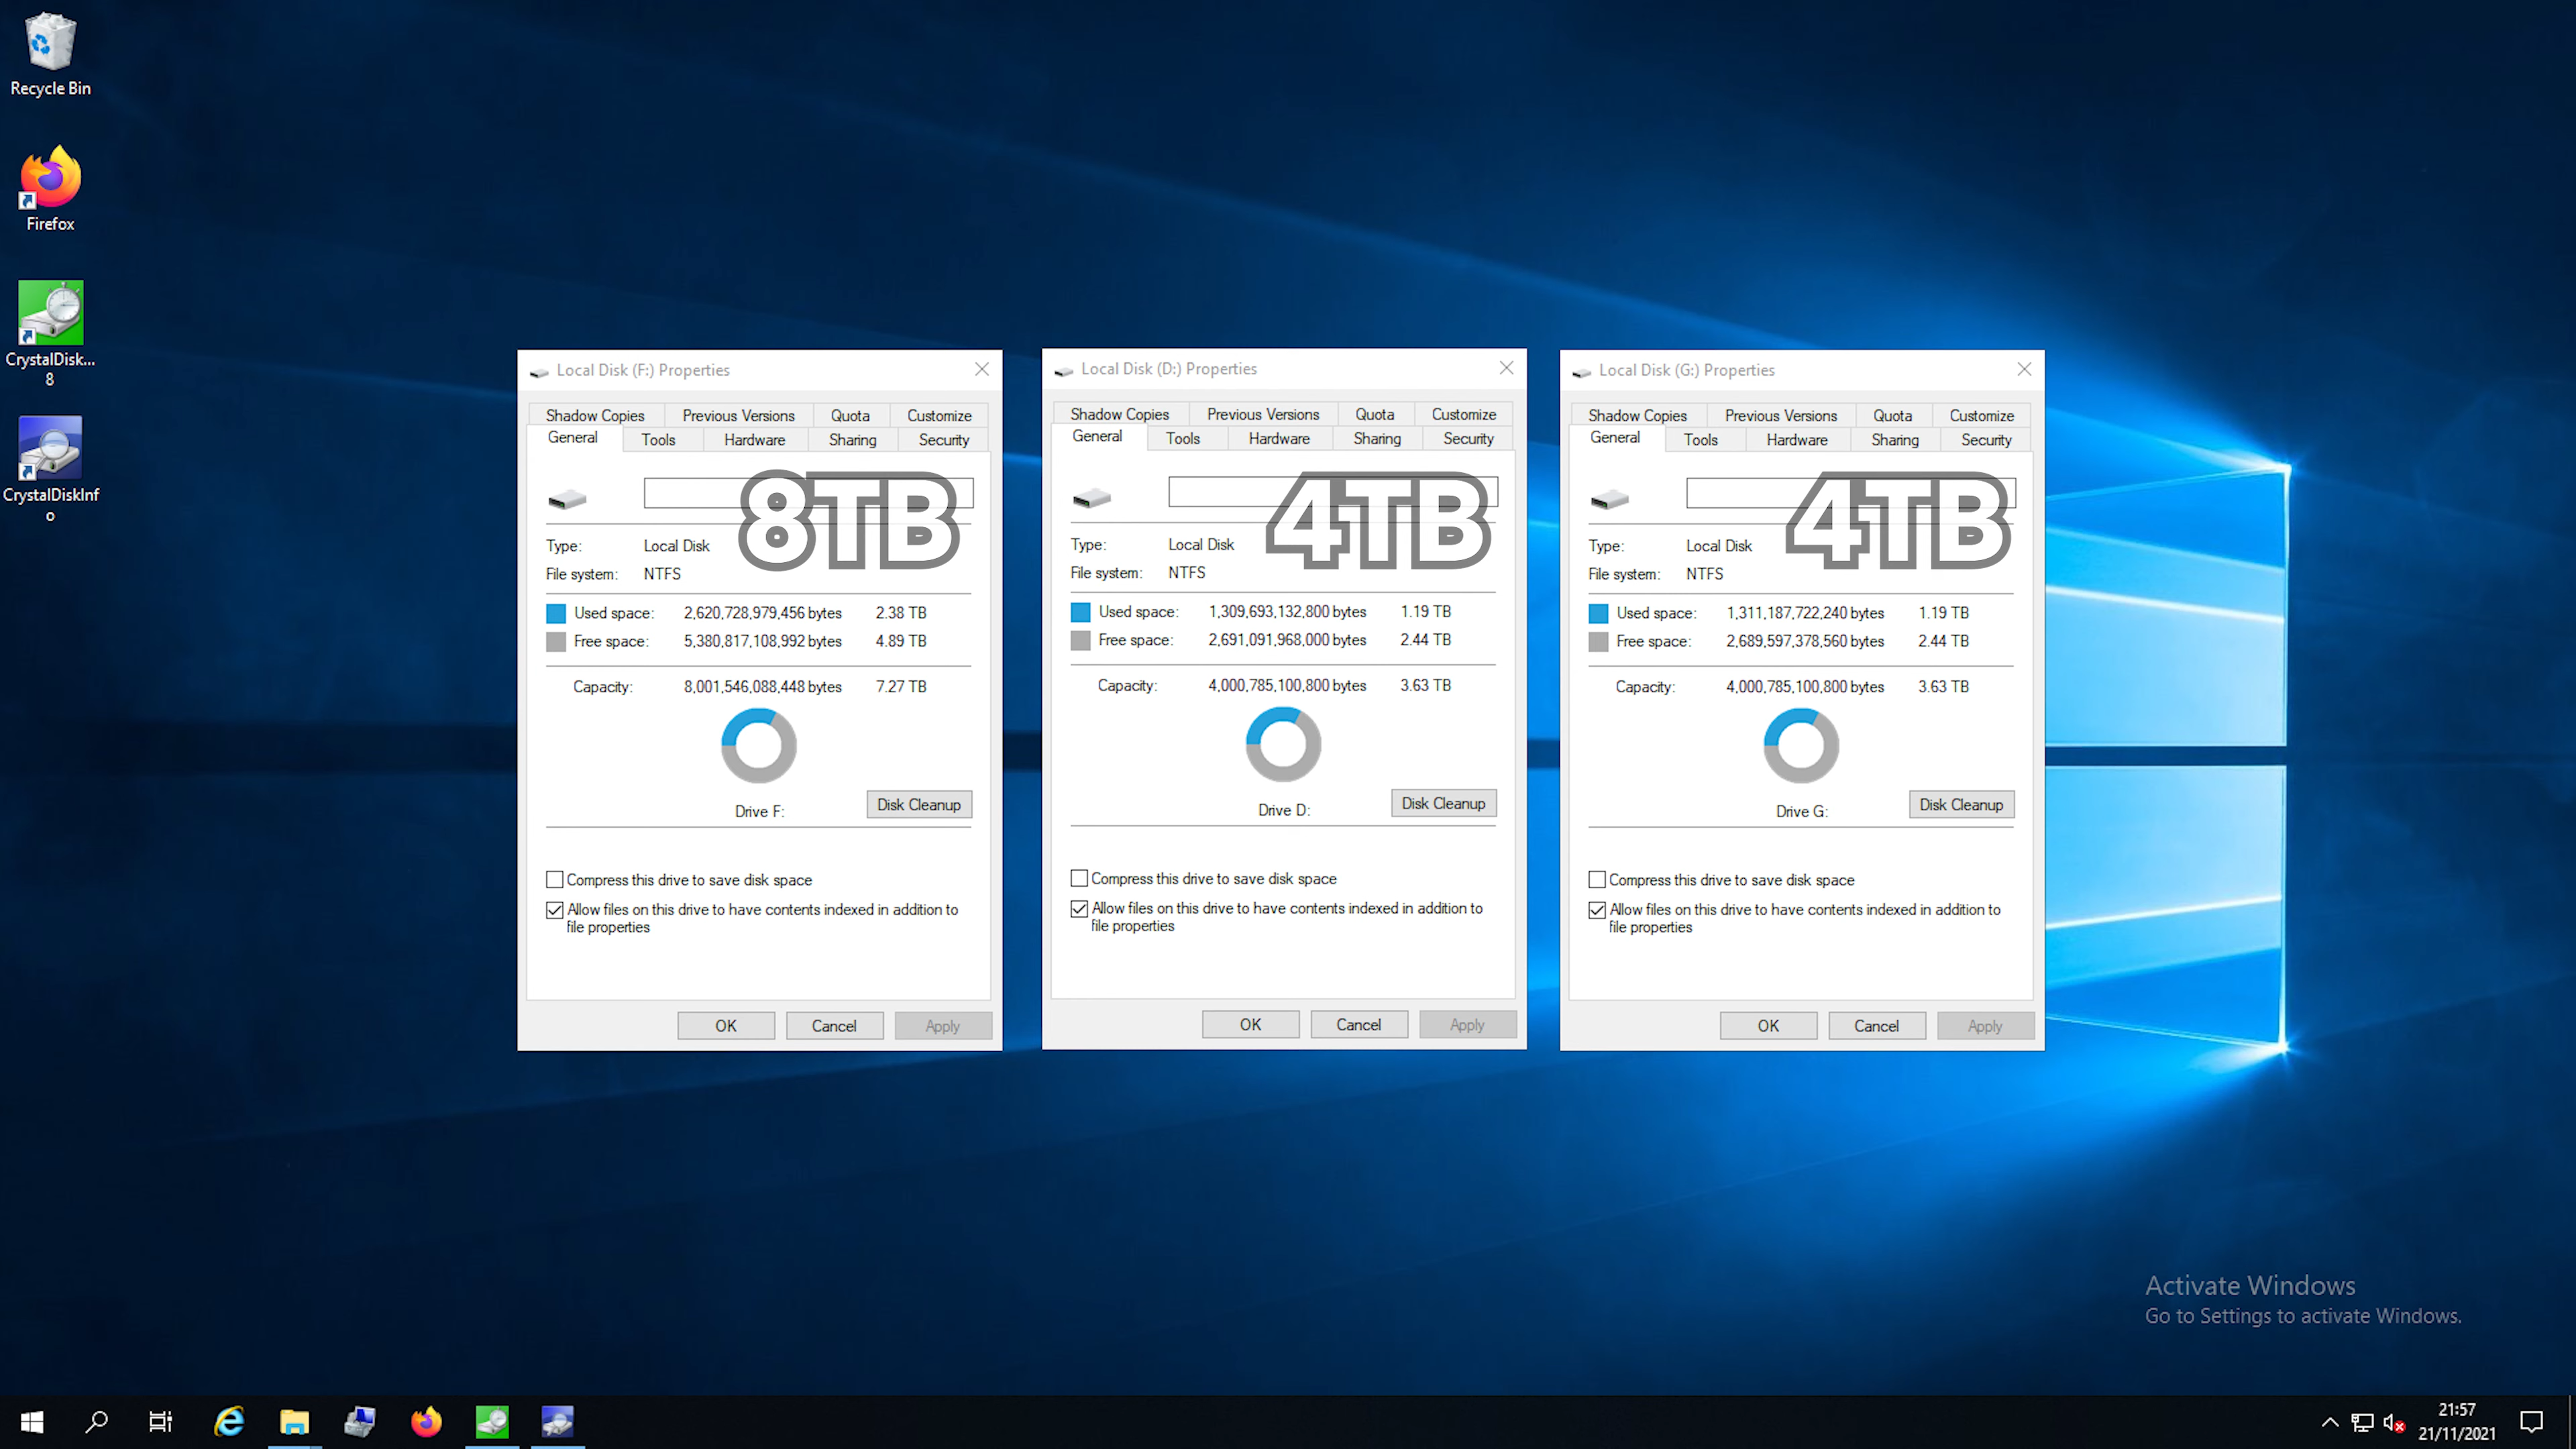 Recycle Bin
Firefox
CrystalDisk...
8
CrystalDiskInf
o
Local Disk (F:) Properties
Shadow Copies Previous Versions Quota Customize
General Tools Hardware Sharing Security
8TB
Type: Local Disk
File system: NTFS
Used space: 2,620,728,979,456 bytes 2.38 TB
Free space: 5,380,817,108,992 bytes 4.89 TB
Capacity: 8,001,546,088,448 bytes 7.27 TB
Drive F:
Disk Cleanup
Compress this drive to save disk space
Allow files on this drive to have contents indexed in addition to
file properties
OK Cancel Apply
Local Disk (D:) Properties
Shadow Copies Previous Versions Quota Customize
General Tools Hardware Sharing Security
4TB
Type: Local Disk
File system: NTFS
Used space: 1,309,693,132,800 bytes 1.19 TB
Free space: 2,691,091,968,000 bytes 2.44 TB
Capacity: 4,000,785,100,800 bytes 3.63 TB
Drive D:
Disk Cleanup
Compress this drive to save disk space
Allow files on this drive to have contents indexed in addition to
file properties
OK Cancel Apply
Local Disk (G:) Properties
Shadow Copies Previous Versions Quota Customize
General Tools Hardware Sharing Security
4TB
Type: Local Disk
File system: NTFS
Used space: 1,311,187,722,240 bytes 1.19 TB
Free space: 2,689,597,378,560 bytes 2.44 TB
Capacity: 4,000,785,100,800 bytes 3.63 TB
Drive G:
Disk Cleanup
Compress this drive to save disk space
Allow files on this drive to have contents indexed in addition to
file properties
OK Cancel Apply
Activate Windows
Go to Settings to activate Windows.
21:57
21/11/2021